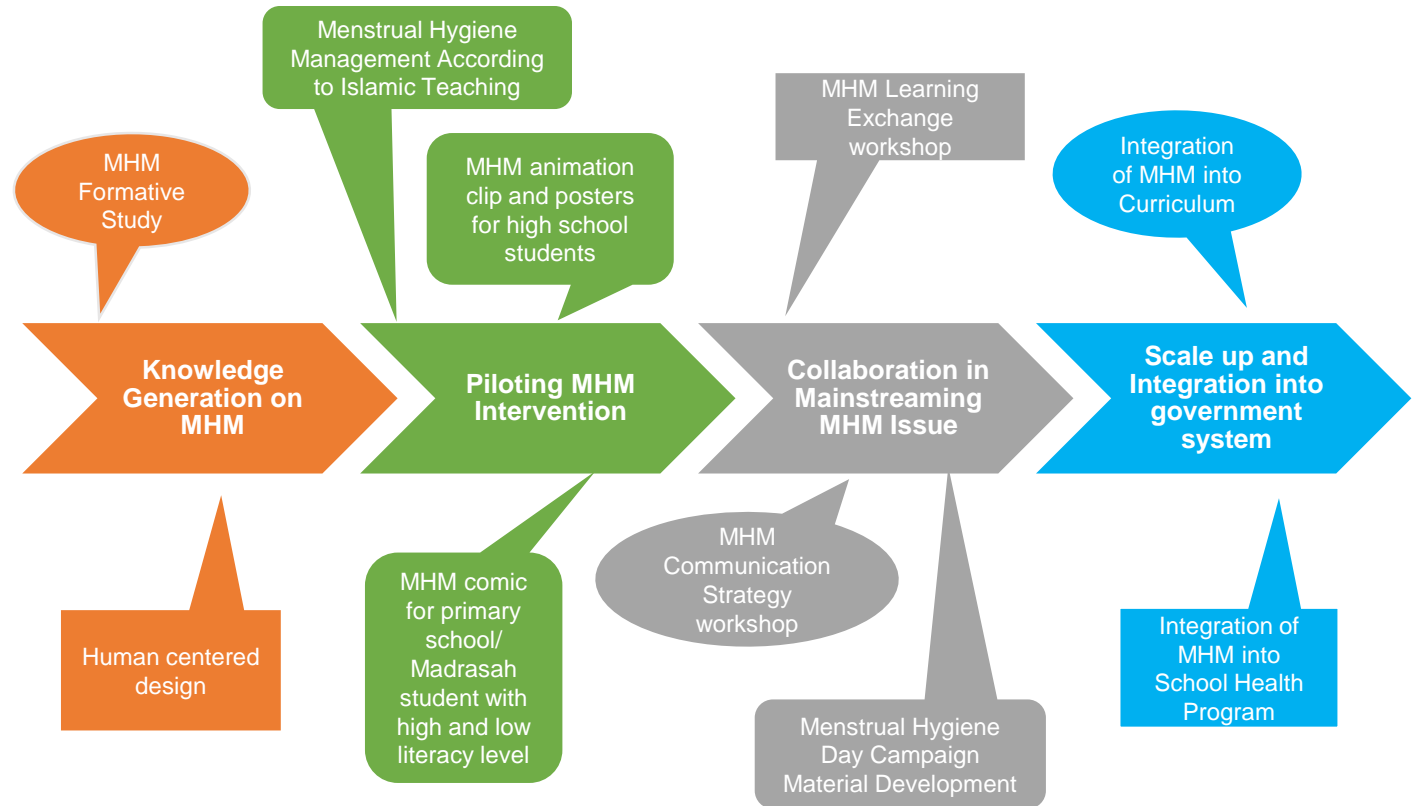 Menstrual Hygiene
Management According
to Islamic Teaching
MHM
Formative
Study
MHM animation
clip and posters
for high school
students
MHM Learning
Exchange
workshop
Integration
of MHM into
Curriculum
Knowledge
Generation on
MHM
Piloting MHM
Intervention
Collaboration in
Mainstreaming
MHM Issue
Scale up and
Integration into
government
system
Human centered
design
MHM comic
for primary
school/
Madrasah
student with
high and low
literacy level
MHM
Communication
Strategy
workshop
Menstrual Hygiene
Day Campaign
Material Development
Integration of
MHM into
School Health
Program